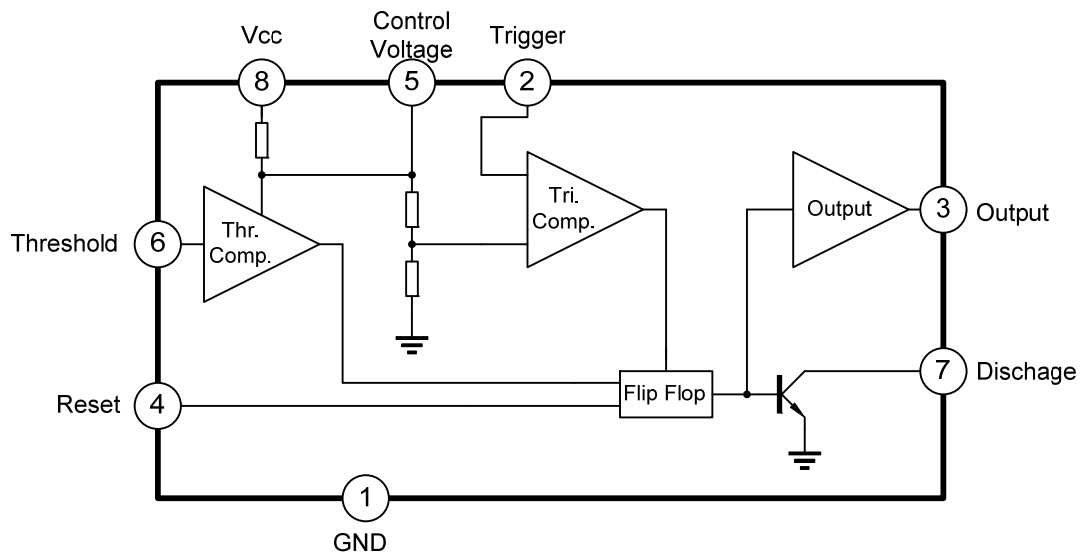 Vcc
Control
Voltage
Trigger
8
5
2
Thr.
Comp.
Tri.
Comp.
Output
3
Output
Threshold
6
Reset
4
Flip Flop
7
Dischage
1
GND